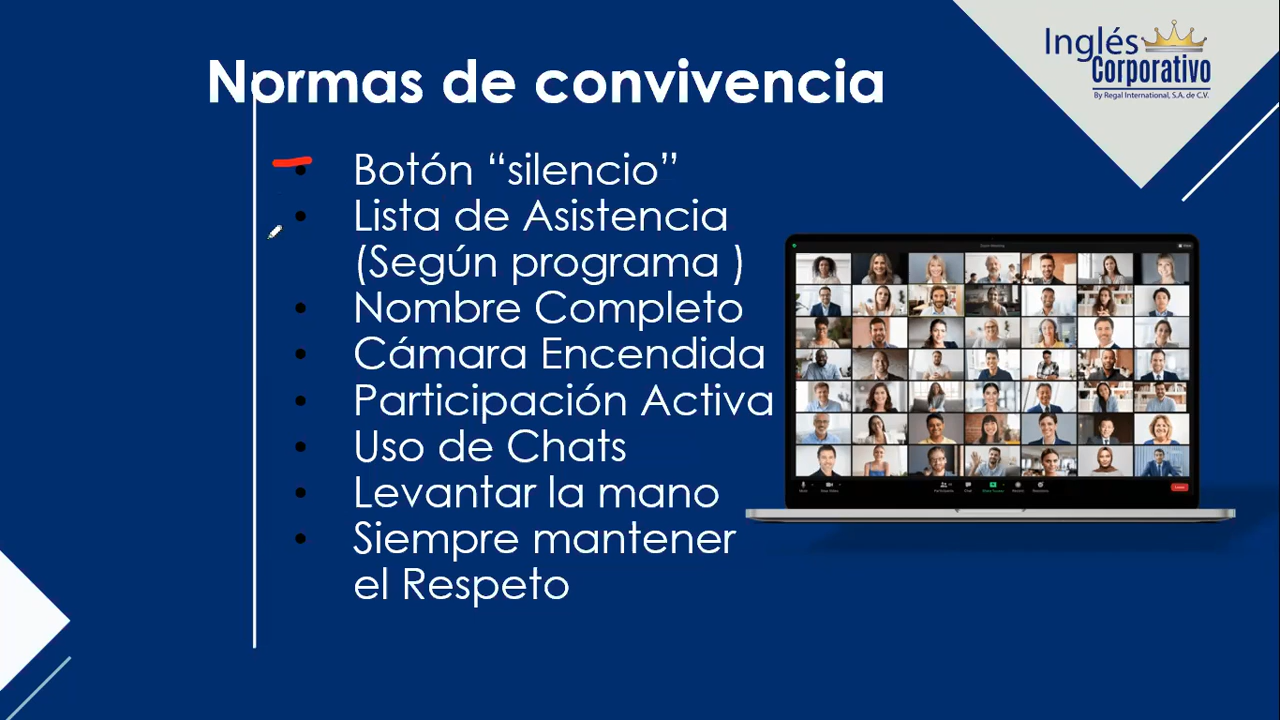 Inglés
Corporativo
By Regal International, S.A. de C.V.
Normas de convivencia
• Botón “silencio”
• Lista de Asistencia
(Según programa )
• Nombre Completo
• Cámara Encendida
• Participación Activa
• Uso de Chats
• Levantar la mano
• Siempre mantener
el Respeto